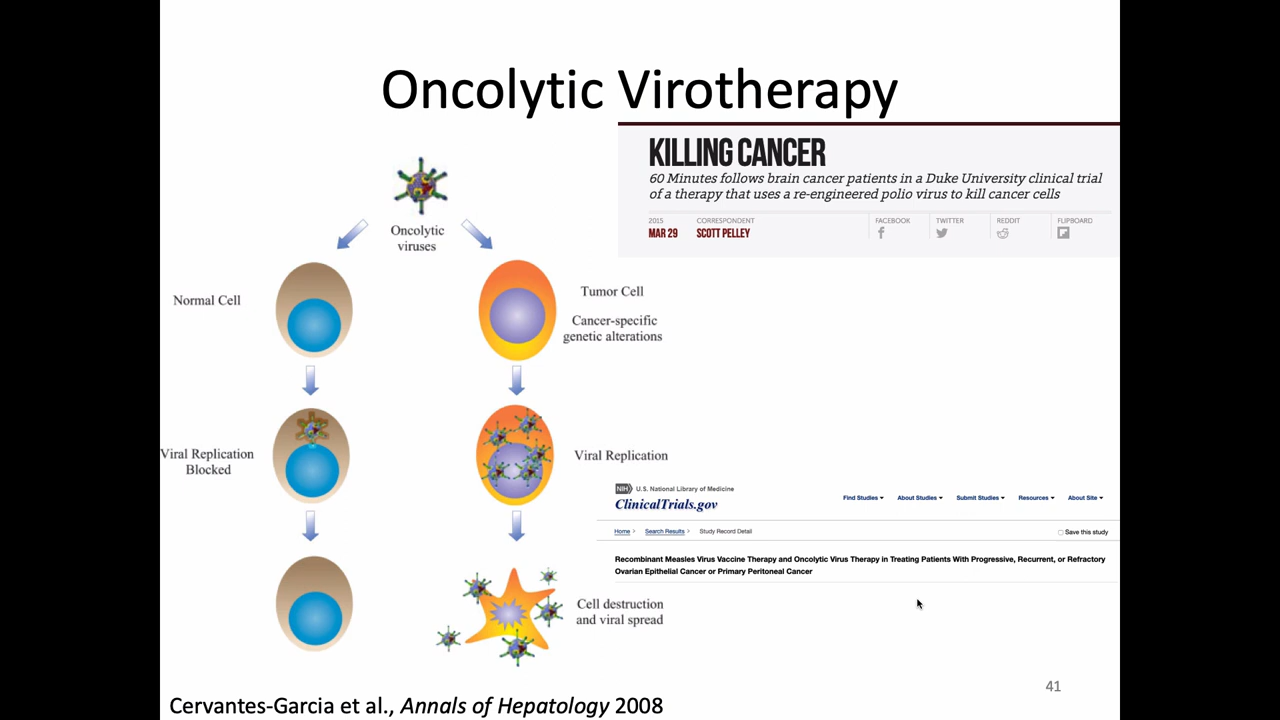 Oncolytic Virotherapy
KILLING CANCER
60 Minutes follows brain cancer patients in a Duke University clinical trial
of a therapy that uses a re-engineered polio virus to kill cancer cells
2015 CORRESPONDENT FACEBOOK TWITTER REDDIT FLIPBOARD
MAR 29 SCOTT PELLEY
Oncolytic
viruses
Normal Cell
Tumor Cell
Cancer-specific
genetic alterations
Viral Replication
Blocked
Viral Replication
NIH U.S. National Library of Medicine
ClinicalTrials.gov
Find Studies About Studies Submit Studies Resources About Site
Home > Search Results > Study Record Detail
Save this study
Recombinant Measles Virus Vaccine Therapy and Oncolytic Virus Therapy in Treating Patients With Progressive, Recurrent, or Refractory
Ovarian Epithelial Cancer or Primary Peritoneal Cancer
Cell destruction
and viral spread
41
Cervantes-Garcia et al., Annals of Hepatology 2008